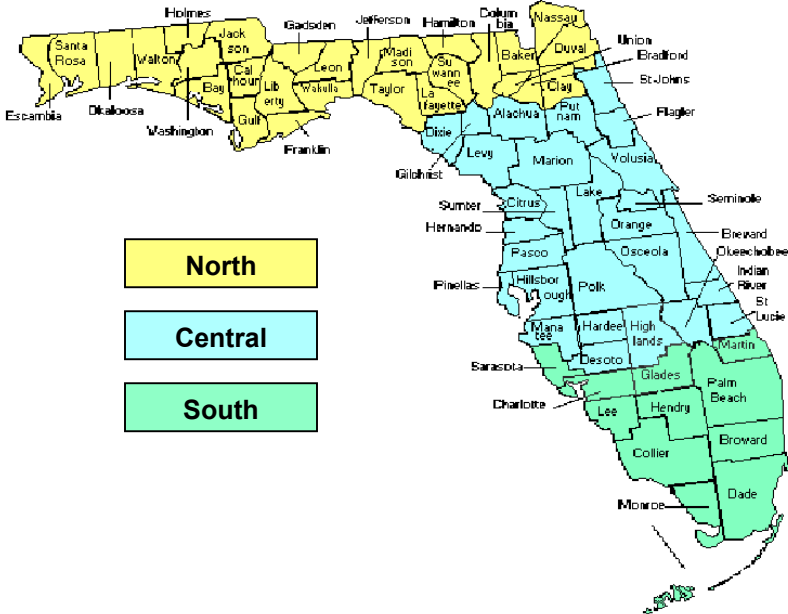 Holmes
Jack
son
Gadsden
Jefferson
Hamilton
Colum
bia
Nassau
Santa
Rosa
Walton
Madi
son
Baker
Duval
Union
Bradford
Cal
houn
Leon
Su
wann
ee
St Johns
Bay
Lib
erty
Wakulla
Taylor
La
fayette
Clay
Escambia
Okaloosa
Washington
Gulf
Franklin
Dixie
Alachua
Put
nam
Flagler
Gilchrist
Levy
Marion
Volusia
Sumter
Citrus
Lake
Seminole
Hernando
Orange
Breward
Pasco
Osceola
Okeecholbee
North
Pinellas
Hillsbor
ough
Polk
Indian
River
St
Lucie
Central
Mana
tee
Hardee
High
lands
Desoto
Martin
Sarasota
Glades
South
Charlotte
Lee
Hendry
Palm
Beach
Collier
Broward
Monroe
Dade